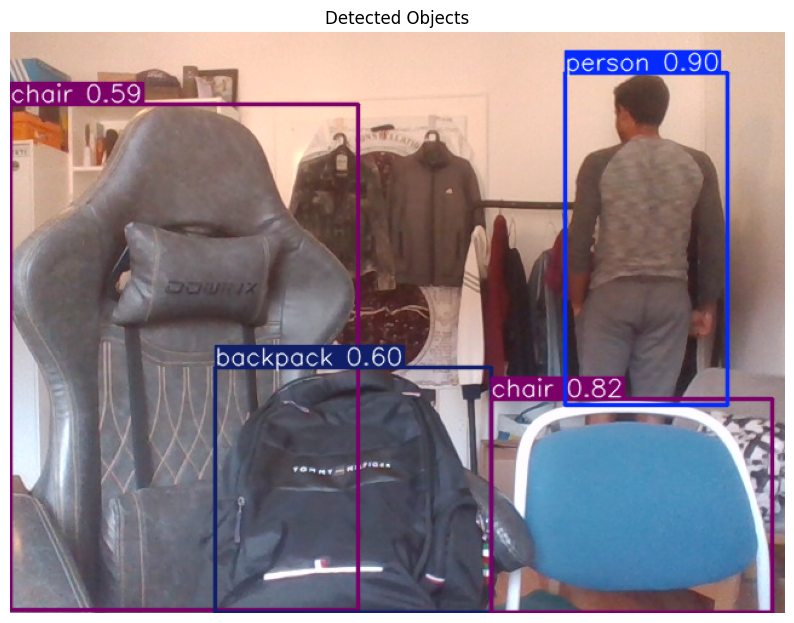 Detected Objects
person 0.90
chair 0.59
DOWINX
backpack 0.60
chair 0.82
TOMMY HILFIGER